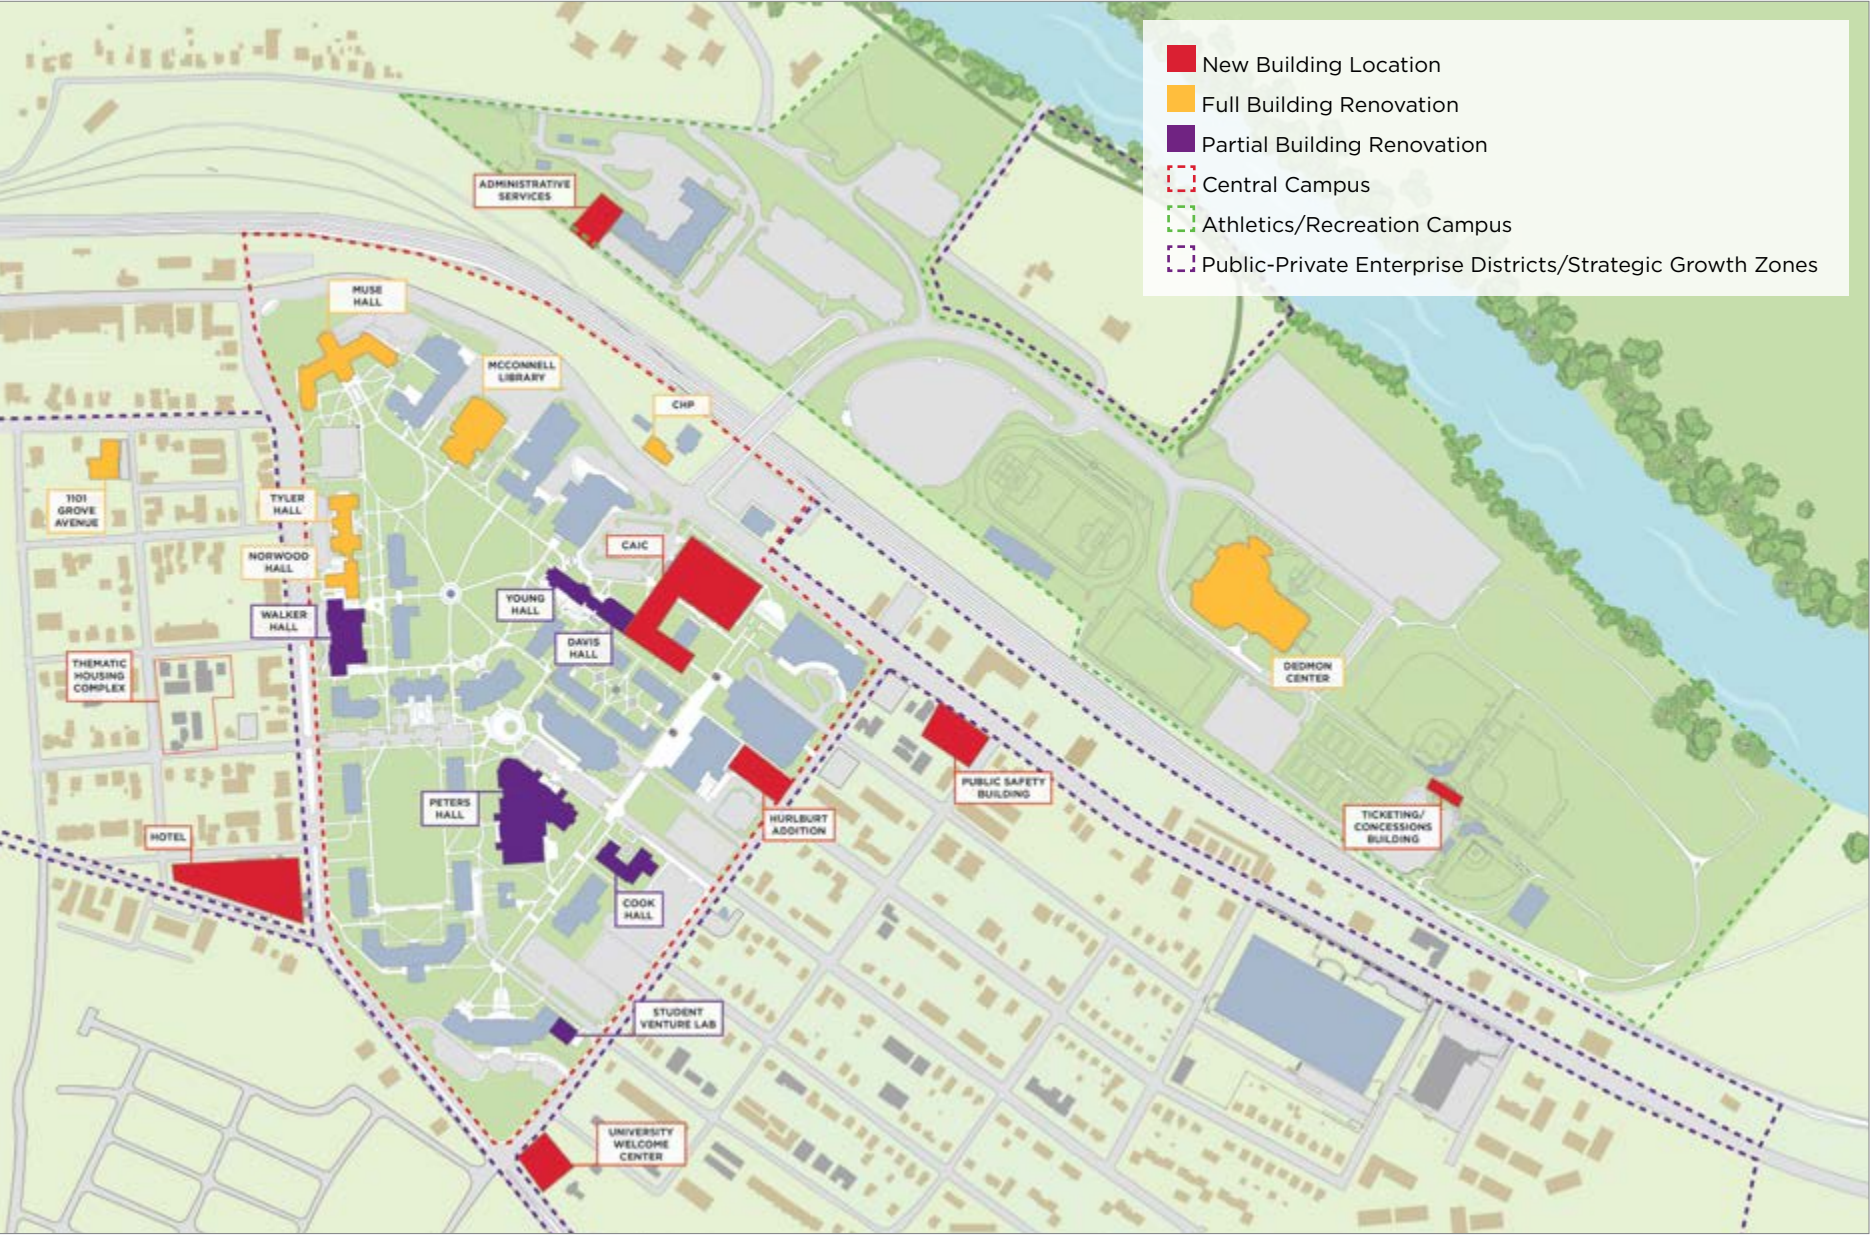 New Building Location
Full Building Renovation
Partial Building Renovation
Central Campus
Athletics/Recreation Campus
Public-Private Enterprise Districts/Strategic Growth Zones
ADMINISTRATIVE
SERVICES
MUSE
HALL
MCCONNELL
LIBRARY
CHP
1101
GROVE
AVENUE
TYLER
HALL
NORWOOD
HALL
CAIC
YOUNG
HALL
WALKER
HALL
DAVIS
HALL
THEMATIC
HOUSING
COMPLEX
DEDMON
CENTER
PETERS
HALL
PUBLIC SAFETY
BUILDING
HURLBURT
ADDITION
TICKETING/
CONCESSIONS
BUILDING
HOTEL
COOK
HALL
STUDENT
VENTURE LAB
UNIVERSITY
WELCOME
CENTER